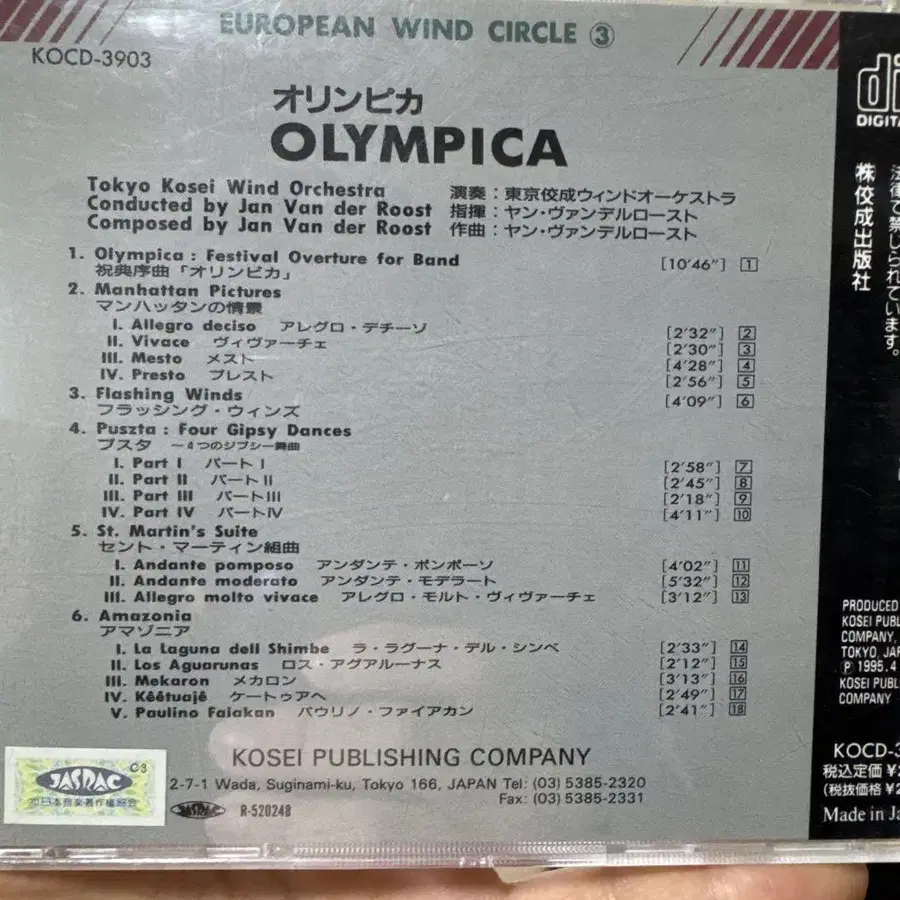 EUROPEAN WIND CIRCLE ③
KOCD-3903
オリンピカ
OLYMPICA
Tokyo Kosei Wind Orchestra 演奏:東京佼成ウィンドオーケストラ
Conducted by Jan Van der Roost 指揮:ヤン・ヴァンデルロースト
Composed by Jan Van der Roost 作曲:ヤン・ヴァンデルロースト
1. Olympica : Festival Overture for Band [10'46"] 1
祝典序曲「オリンピカ」
2. Manhattan Pictures
マンハッタンの情景
I. Allegro deciso アレグロ・デチーソ [2'32"] 2
II. Vivace ヴィヴァーチェ [2'30"] 3
III. Mesto メスト [4'28"] 4
IV. Presto プレスト [2'56"] 5
3. Flashing Winds [4'09"] 6
フラッシング・ウィンズ
4. Puszta : Four Gipsy Dances
プスタ ~4つのジプシー舞曲
I. Part I パートI [2'58"] 7
II. Part II パートII [2'45"] 8
III. Part III パートIII [2'18"] 9
IV. Part IV パートIV [4'11"] 10
5. St. Martin's Suite
セント・マーティン組曲
I. Andante pomposo アンダンテ・ポンポーソ [4'02"] 11
II. Andante moderato アンダンテ・モデラート [5'32"] 12
III. Allegro molto vivace アレグロ・モルト・ヴィヴァーチェ [3'12"] 13
6. Amazonia
アマゾニア
I. La Laguna dell Shimbe ラ・ラグーナ・デル・シンベ [2'33"] 14
II. Los Aguarunas ロス・アグアルーナス [2'12"] 15
III. Mekaron メカロン [3'13"] 16
IV. Kêêtuajê ケートゥアヘ [2'49"] 17
V. Paulino Faiakan パウリノ・ファイアカン [2'41"] 18
KOSEI PUBLISHING COMPANY
2-7-1 Wada, Suginami-ku, Tokyo 166, JAPAN Tel: (03) 5385-2320
Fax: (03) 5385-2331
JASRAC R-520248
C3
JASRAC
日本音楽著作権協会
DIGITA
法律で禁じられています。
株佼成出版社
PRODUCED
KOSEI PUBL
COMPANY,
TOKYO, JAP
Ⓟ 1995.4
KOSEI PUBL
COMPANY
KOCD-3
税込定価¥2
(税抜価格¥2
Made in Ja